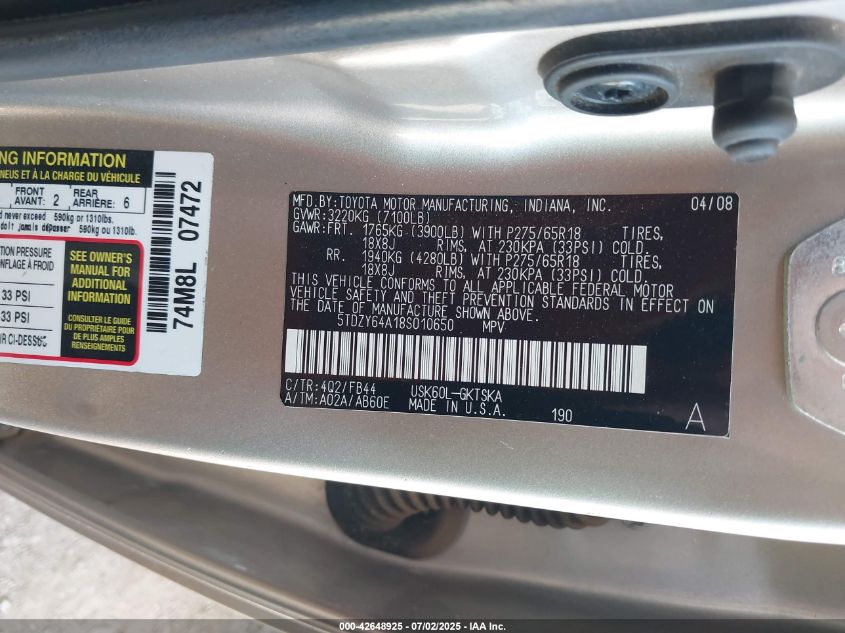 NG INFORMATION
NEUS ET À LA CHARGE DU VÉHICULE
FRONT
AVANT: 2
REAR
ARRIÈRE: 6
d never exceed 590kg or 1310lbs.
doit jamais dépasser 590kg ou 1310lb.
TION PRESSURE
ONFLAGE À FROID
33 PSI
33 PSI
IR CI-DESSUS
SEE OWNER'S
MANUAL FOR
ADDITIONAL
INFORMATION
CONSULTER LE GUIDE
DU PROPRIÉTAIRE POUR
DE PLUS AMPLES
RENSEIGNEMENTS
74M8L 07472
MFD.BY:TOYOTA MOTOR MANUFACTURING, INDIANA, INC. 04/08
GVWR:3220KG (7100LB)
GAWR:FRT. 1765KG (3900LB) WITH P275/65R18 TIRES,
18X8J RIMS, AT 230KPA (33PSI) COLD.
RR. 1940KG (4280LB) WITH P275/65R18 TIRES,
18X8J RIMS, AT 230KPA (33PSI) COLD.
THIS VEHICLE CONFORMS TO ALL APPLICABLE FEDERAL MOTOR
VEHICLE SAFETY, THEFT PREVENTION STANDARDS IN EFFECT ON
THE DATE OF MANUFACTURE SHOWN ABOVE.
5TDZY64A18S010650 MPV
C/TR:4Q2/FB44 USK60L-GKTSKA
A/TM:A02A/AB60E MADE IN U.S.A. 190 A
000-42648925 - 07/02/2025 - IAA Inc.